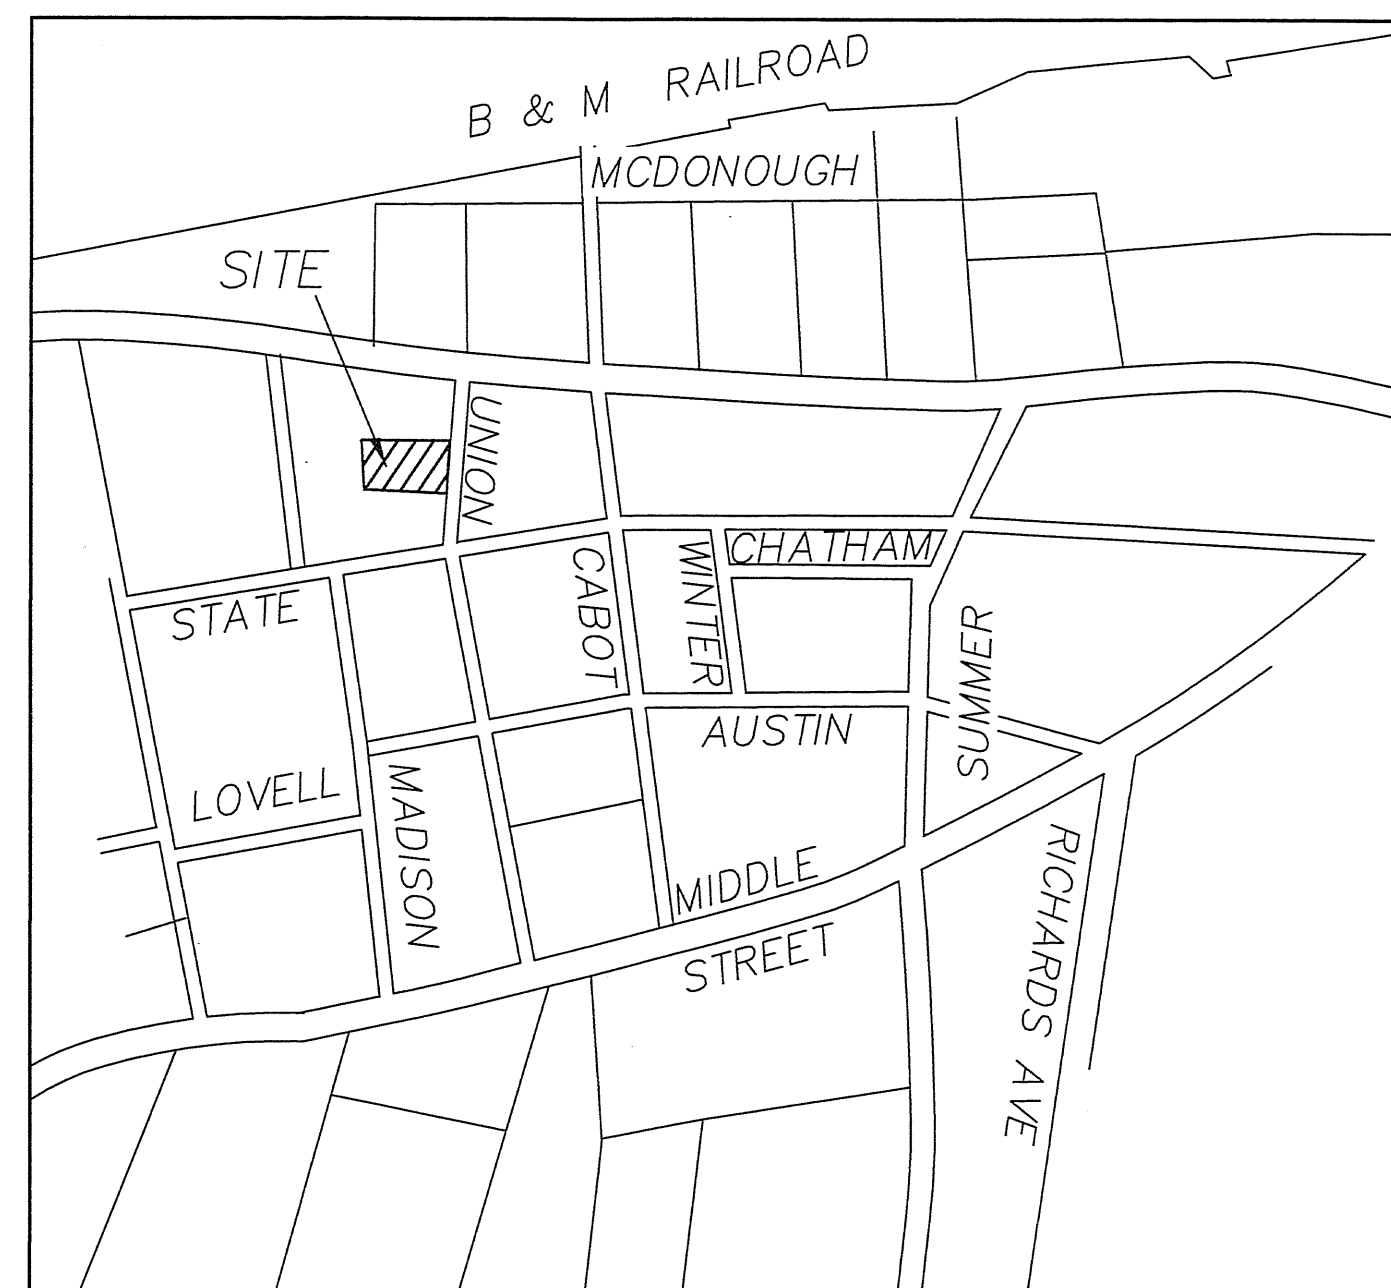 B & M RAILROAD
MCDONOUGH
SITE
UNION
CHATHAM
STATE
CABOT
WINTER
SUMMER
AUSTIN
LOVELL
MADISON
MIDDLE
STREET
RICHARDS AVE